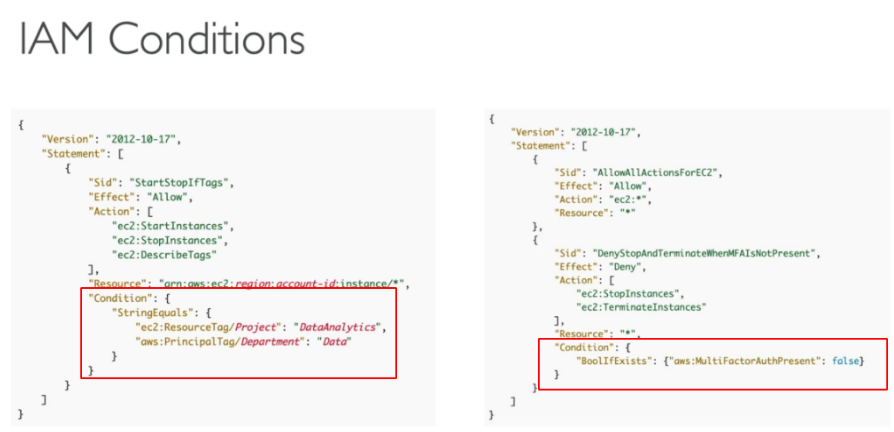 IAM Conditions
{
"Version": "2012-10-17",
"Statement": [
{
"Sid": "StartStopIfTags",
"Effect": "Allow",
"Action": [
"ec2:StartInstances",
"ec2:StopInstances",
"ec2:DescribeTags"
],
"Resource": "arn:aws:ec2:region:account-id:instance/*",
"Condition": {
"StringEquals": {
"ec2:ResourceTag/Project": "DataAnalytics",
"aws:PrincipalTag/Department": "Data"
}
}
}
]
}
{
"Version": "2012-10-17",
"Statement": [
{
"Sid": "AllowAllActionsForEC2",
"Effect": "Allow",
"Action": "ec2:*",
"Resource": "*"
},
{
"Sid": "DenyStopAndTerminateWhenMFAIsNotPresent",
"Effect": "Deny",
"Action": [
"ec2:StopInstances",
"ec2:TerminateInstances"
],
"Resource": "*",
"Condition": {
"BoolIfExists": {"aws:MultiFactorAuthPresent": false}
}
}
]
}